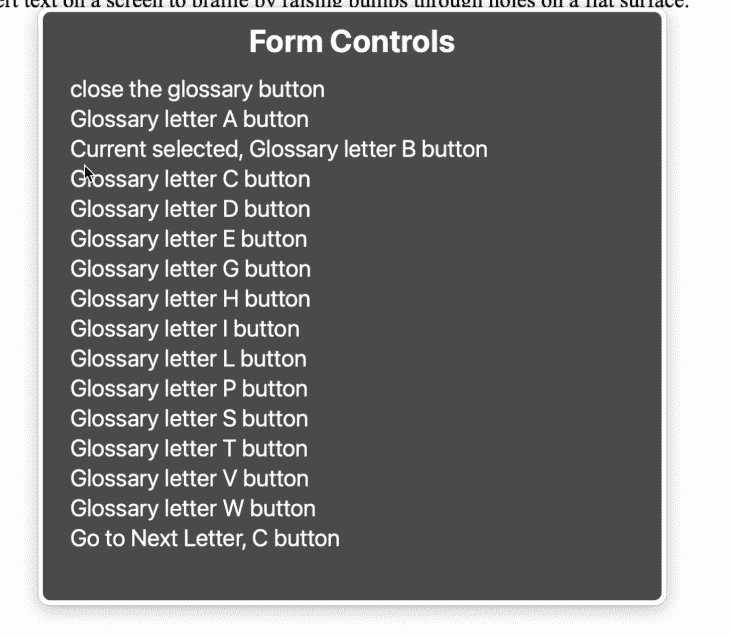 text on a screen to braille by raising bumbs through holes on a flat surface.
Form Controls
close the glossary button
Glossary letter A button
Current selected, Glossary letter B button
Glossary letter C button
Glossary letter D button
Glossary letter E button
Glossary letter G button
Glossary letter H button
Glossary letter I button
Glossary letter L button
Glossary letter P button
Glossary letter S button
Glossary letter T button
Glossary letter V button
Glossary letter W button
Go to Next Letter, C button